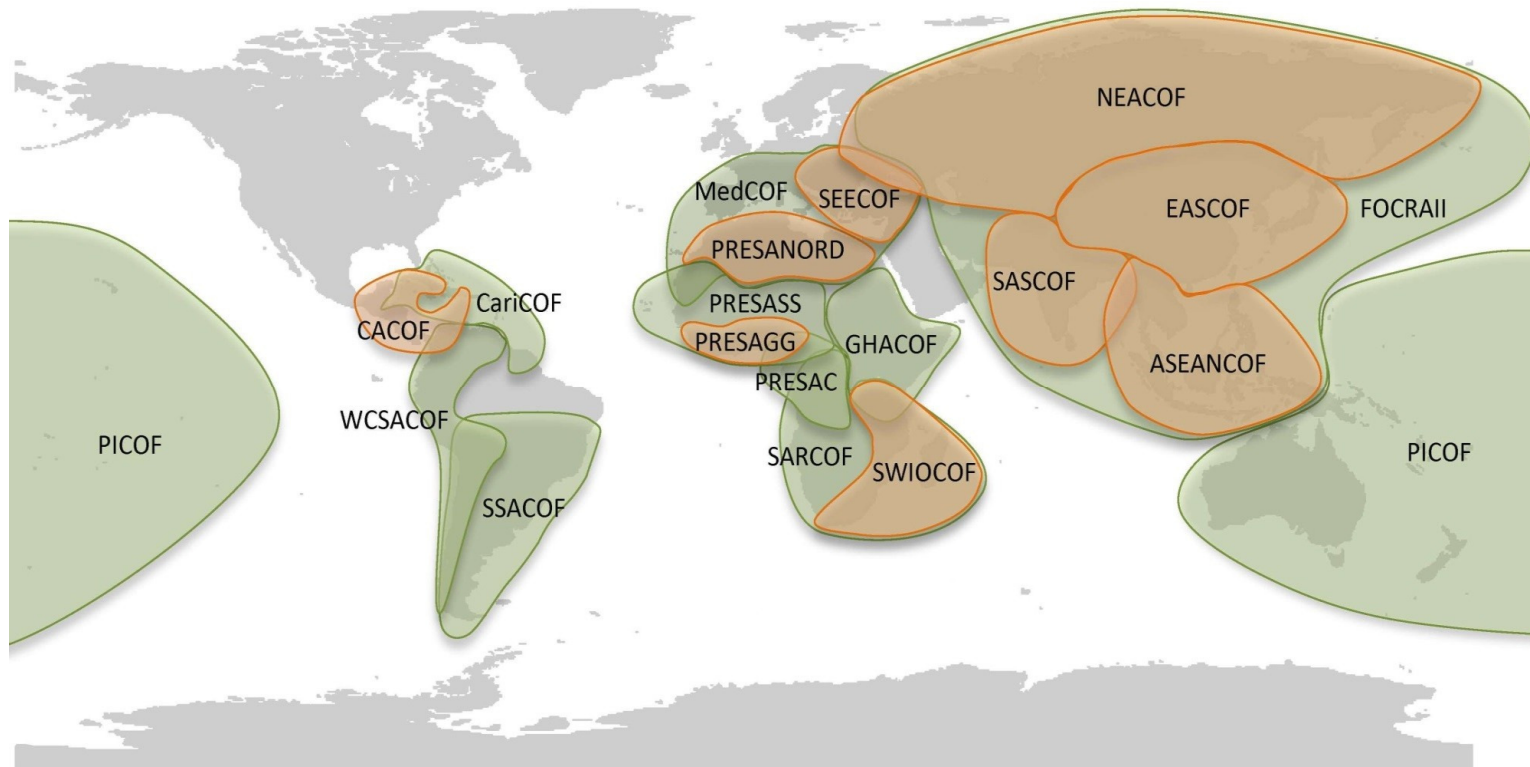 NEACOF
MedCOF
SEECOF
EASCOF
FOCRAII
PRESANORD
SASCOF
PRESASS
CariCOF
CACOF
PRESAGG
GHACOF
ASEANCOF
PRESAC
WCSACOF
PICOF
SARCOF
SWIOCOF
PICOF
SSACOF